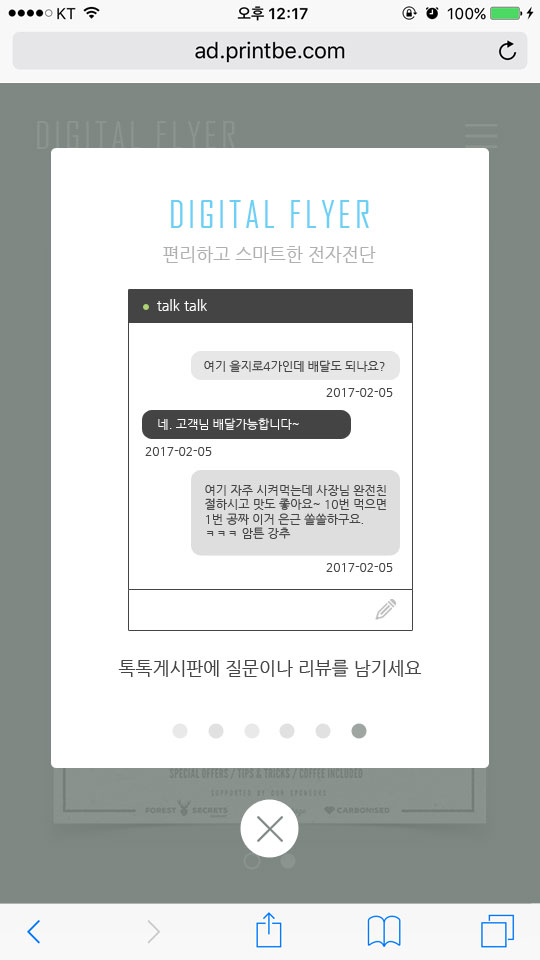 KT
오후 12:17
100%
ad.printbe.com
DIGITAL FLYER
DIGITAL FLYER
편리하고 스마트한 전자전단
talk talk
여기 을지로4가인데 배달도 되나요?
2017-02-05
네. 고객님 배달가능합니다~
2017-02-05
여기 자주 시켜먹는데 사장님 완전친
절하시고 맛도 좋아요~ 10번 먹으면
1번 공짜 이거 은근 쏠쏠하구요.
ㅋㅋㅋ 암튼 강추
2017-02-05
톡톡게시판에 질문이나 리뷰를 남기세요
SPECIAL OFFERS / TIPS & TRICKS / COFFEE INCLUDED
SUPPORTED BY OUR SPONSORS
FOREST SECRETS
CARBONISED